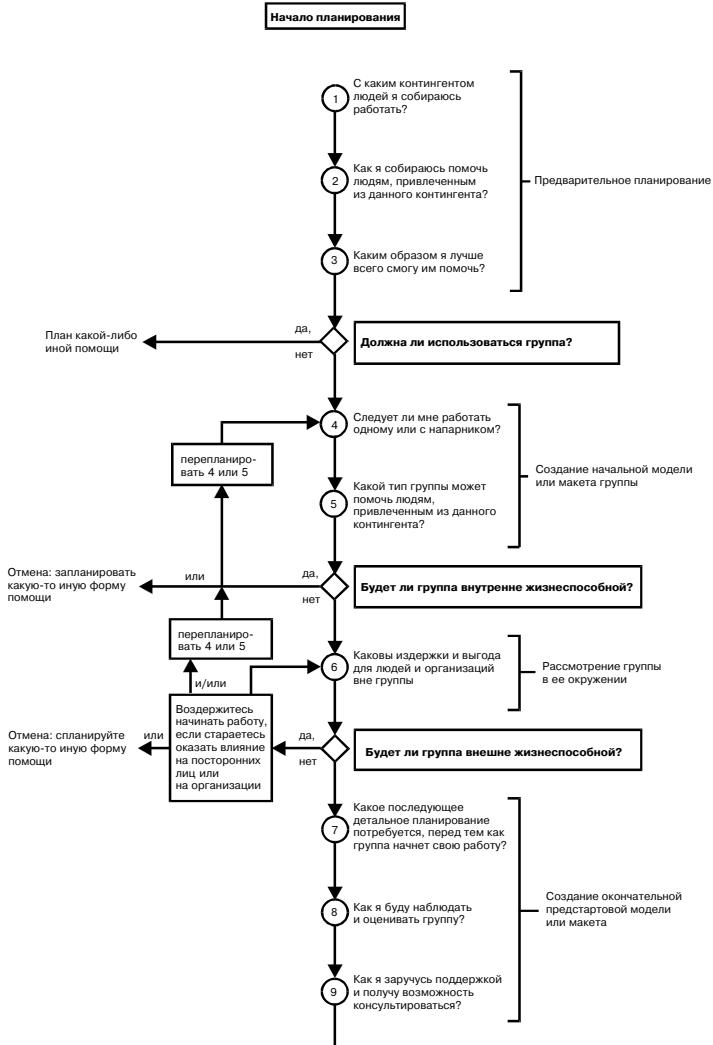 Начало планирования
1
С каким контингентом
людей я собираюсь
работать?
2
Как я собираюсь помочь
людям, привлеченным
из данного контингента?
Предварительное планирование
3
Каким образом я лучше
всего смогу им помочь?
План какой-либо
иной помощи
да,
нет
Должна ли использоваться группа?
4
Следует ли мне работать
одному или с напарником?
перепланиро-
вать 4 или 5
5
Какой тип группы может
помочь людям,
привлеченным из данного
контингента?
Создание начальной модели
или макета группы
Отмена: запланировать
какую-то иную форму
помощи
или
да,
нет
Будет ли группа внутренне жизнеспособной?
перепланиро-
вать 4 или 5
и/или
6
Каковы издержки и выгода
для людей и организаций
вне группы
Рассмотрение группы
в ее окружении
Отмена: спланируйте
какую-то иную форму
помощи
или
Воздержитесь
начинать работу,
если стараетесь
оказать влияние
на посторонних
лиц или
на организации
да,
нет
Будет ли группа внешне жизнеспособной?
7
Какое последующее
детальное планирование
потребуется, перед тем как
группа начнет свою работу?
8
Как я буду наблюдать
и оценивать группу?
Создание окончательной
предстартовой модели
или макета
9
Как я заручусь поддержкой
и получу возможность
консультироваться?